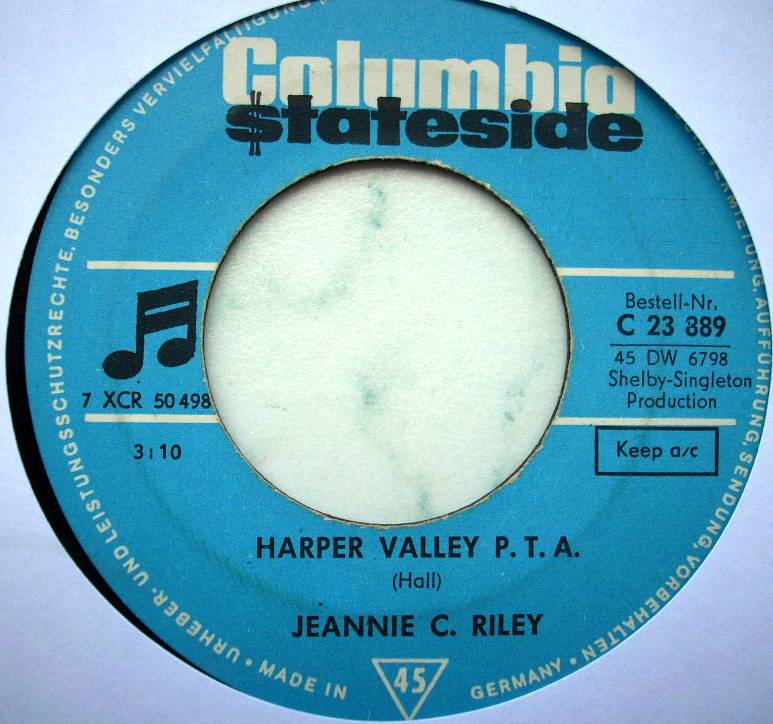 Columbia
$tateside
Bestell-Nr.
C 23 889
45 DW 6798
Shelby-Singleton
Production
7 XCR 50 498
3:10
Keep a/c
HARPER VALLEY P. T. A.
(Hall)
JEANNIE C. RILEY
45
URHEBER- UND LEISTUNGSSCHUTZRECHTE, BESONDERS VERVIELFÄLTIGUNG
VERMIETUNG, AUFFÜHRUNG, SENDUNG, VORBEHALTEN • MADE IN GERMANY •